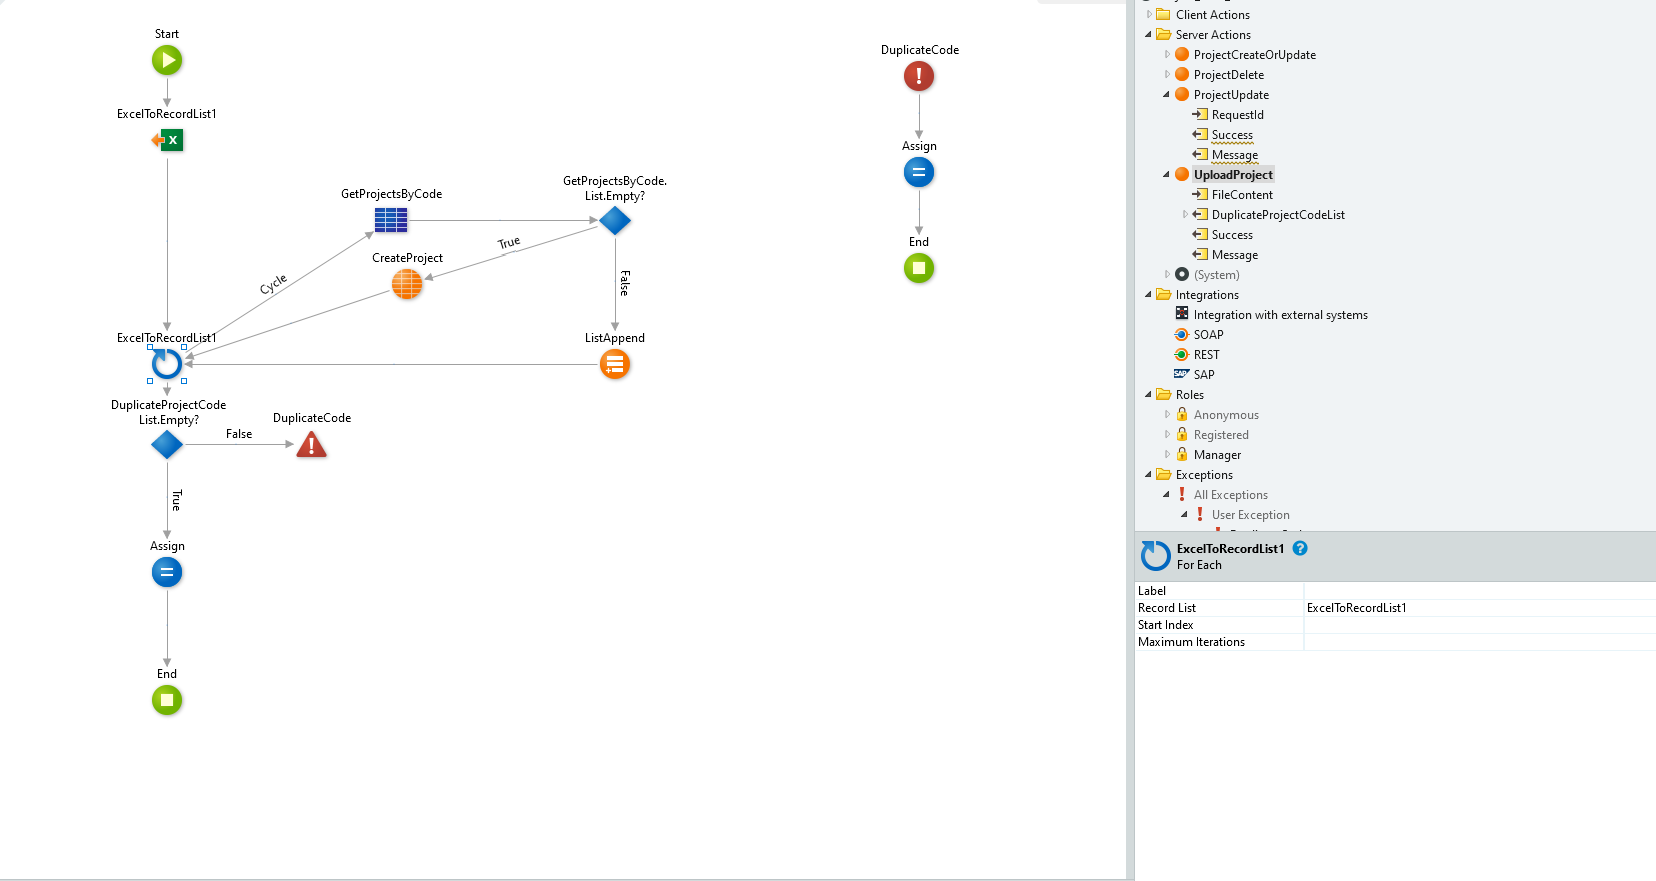 Start
ExcelToRecordList1
GetProjectsByCode
GetProjectsByCode.
List.Empty?
True
CreateProject
Cycle
False
ExcelToRecordList1
ListAppend
DuplicateProjectCode
List.Empty?
False
DuplicateCode
True
Assign
End
DuplicateCode
Assign
End
Client Actions
Server Actions
ProjectCreateOrUpdate
ProjectDelete
ProjectUpdate
RequestId
Success
Message
UploadProject
FileContent
DuplicateProjectCodeList
Success
Message
(System)
Integrations
Integration with external systems
SOAP
REST
SAP
SAP
Roles
Anonymous
Registered
Manager
Exceptions
All Exceptions
User Exception
ExcelToRecordList1 ?
For Each
Label
Record List ExcelToRecordList1
Start Index
Maximum Iterations